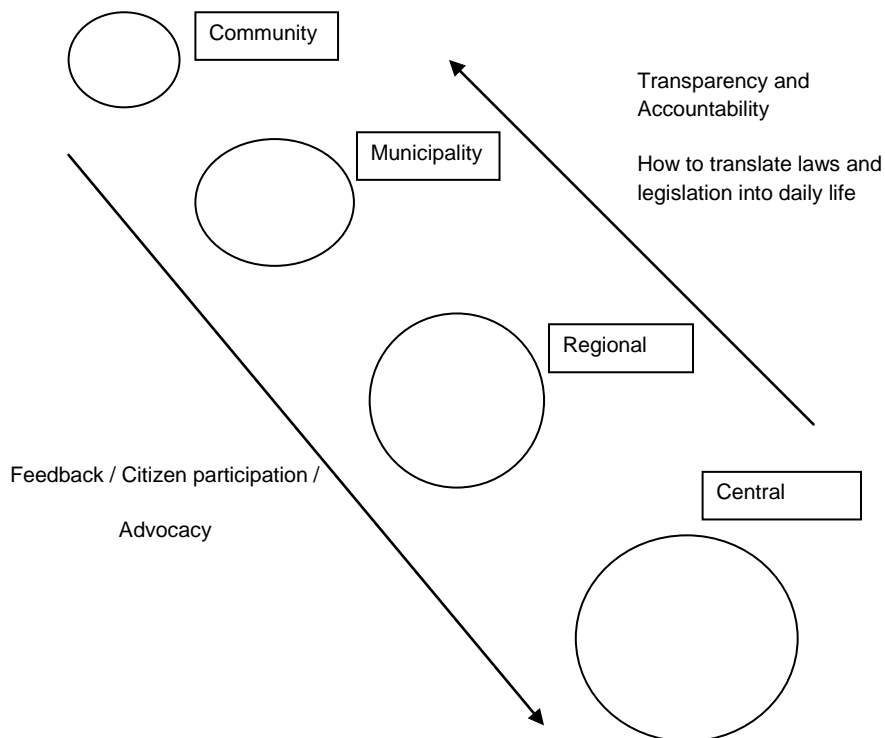 Community
Transparency and
Accountability
Municipality
How to translate laws and
legislation into daily life
Regional
Feedback / Citizen participation /
Advocacy
Central